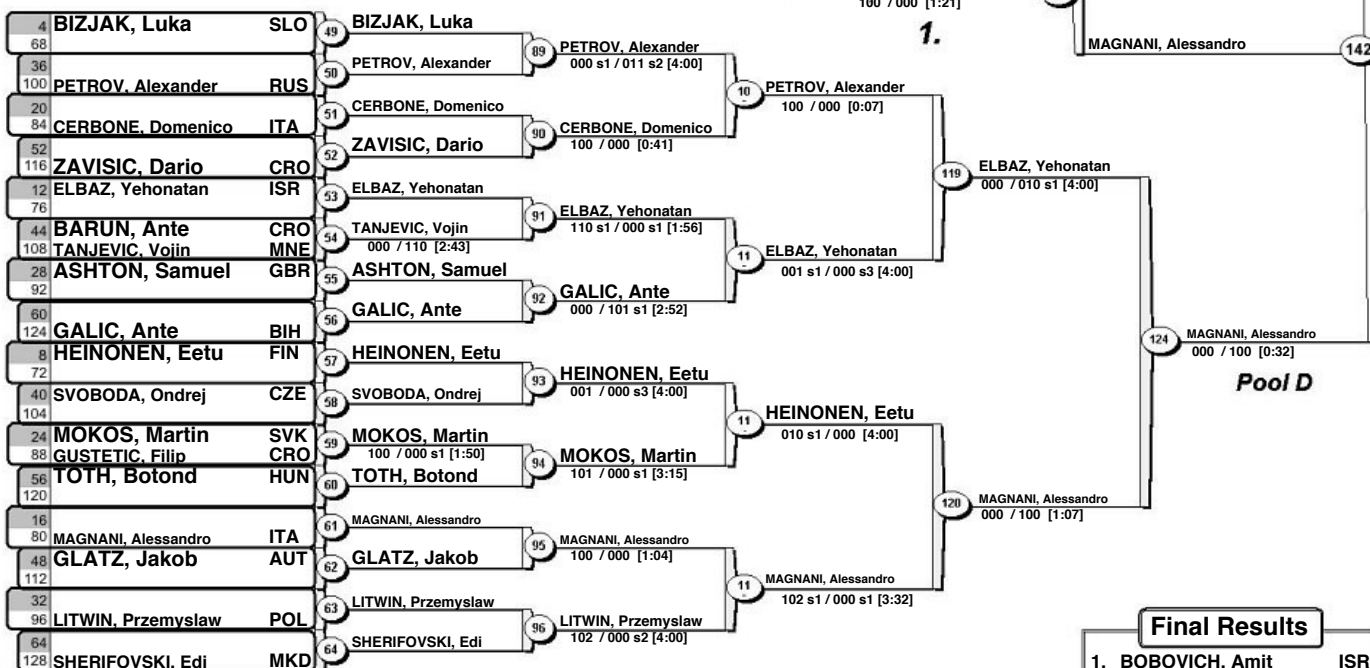 100 / 000 [1:21]
1.
MAGNANI, Alessandro
142
4 BIZJAK, Luka SLO
68
36
100 PETROV, Alexander RUS
20
84 CERBONE, Domenico ITA
52
116 ZAVISIC, Dario CRO
12 ELBAZ, Yehonatan ISR
76
44 BARUN, Ante CRO
108 TANJEVIC, Vojin MNE
28 ASHTON, Samuel GBR
92
60
124 GALIC, Ante BIH
8 HEINONEN, Eetu FIN
72
40 SVOBODA, Ondrej CZE
104
24 MOKOS, Martin SVK
88 GUSTETIC, Filip CRO
56 TOTH, Botond HUN
120
16
80 MAGNANI, Alessandro ITA
48 GLATZ, Jakob AUT
112
32
96 LITWIN, Przemyslaw POL
64
128 SHERIFOVSKI, Edi MKD
49 BIZJAK, Luka
50 PETROV, Alexander
51 CERBONE, Domenico
52 ZAVISIC, Dario
53 ELBAZ, Yehonatan
54 TANJEVIC, Vojin
000 / 110 [2:43]
55 ASHTON, Samuel
56 GALIC, Ante
57 HEINONEN, Eetu
58 SVOBODA, Ondrej
59 MOKOS, Martin
100 / 000 s1 [1:50]
60 TOTH, Botond
61 MAGNANI, Alessandro
62 GLATZ, Jakob
63 LITWIN, Przemyslaw
64 SHERIFOVSKI, Edi
89 PETROV, Alexander
000 s1 / 011 s2 [4:00]
90 CERBONE, Domenico
100 / 000 [0:41]
91 ELBAZ, Yehonatan
110 s1 / 000 s1 [1:56]
92 GALIC, Ante
000 / 101 s1 [2:52]
93 HEINONEN, Eetu
001 / 000 s3 [4:00]
94 MOKOS, Martin
101 / 000 s1 [3:15]
95 MAGNANI, Alessandro
100 / 000 [1:04]
96 LITWIN, Przemyslaw
102 / 000 s2 [4:00]
10 PETROV, Alexander
100 / 000 [0:07]
11 ELBAZ, Yehonatan
001 s1 / 000 s3 [4:00]
11 HEINONEN, Eetu
010 s1 / 000 [4:00]
11 MAGNANI, Alessandro
102 s1 / 000 s1 [3:32]
119 ELBAZ, Yehonatan
000 / 010 s1 [4:00]
120 MAGNANI, Alessandro
000 / 100 [1:07]
124 MAGNANI, Alessandro
000 / 100 [0:32]
Pool D
Final Results
1. BOBOVICH, Amit ISR